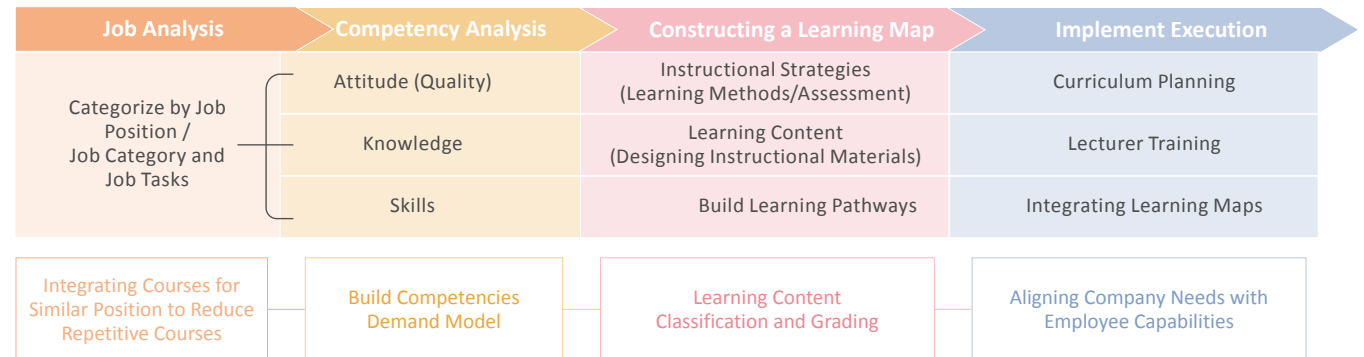 Job Analysis
Competency Analysis
Constructing a Learning Map
Implement Execution
Categorize by Job
Position /
Job Category and
Job Tasks
Attitude (Quality)
Knowledge
Skills
Instructional Strategies
(Learning Methods/Assessment)
Learning Content
(Designing Instructional Materials)
Build Learning Pathways
Curriculum Planning
Lecturer Training
Integrating Learning Maps
Integrating Courses for
Similar Position to Reduce
Repetitive Courses
Build Competencies
Demand Model
Learning Content
Classification and Grading
Aligning Company Needs with
Employee Capabilities